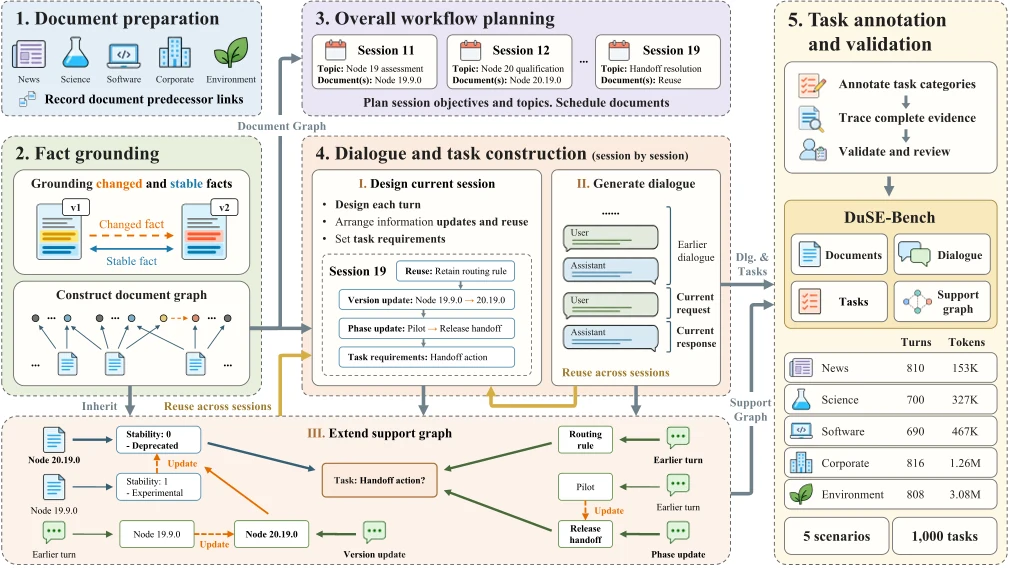 1. Document preparation
News
Science
Software
Corporate
Environment
Record document predecessor links
3. Overall workflow planning
Session 11
Topic: Node 19 assessment
Document(s): Node 19.9.0
Session 12
Topic: Node 20 qualification
Document(s): Node 20.19.0
...
Session 19
Topic: Handoff resolution
Document(s): Reuse
Plan session objectives and topics. Schedule documents
Document Graph
2. Fact grounding
Grounding changed and stable facts
v1
v2
Changed fact
Stable fact
Construct document graph
...
...
...
...
...
4. Dialogue and task construction (session by session)
I. Design current session
• Design each turn
• Arrange information updates and reuse
• Set task requirements
Session 19
Reuse: Retain routing rule
Version update: Node 19.9.0 → 20.19.0
Phase update: Pilot → Release handoff
Task requirements: Handoff action
II. Generate dialogue
......
User
Assistant
Earlier
dialogue
User
Current
request
Assistant
Current
response
Reuse across sessions
Inherit
Reuse across sessions
Dlg. &
Tasks
Support
Graph
III. Extend support graph
Node 20.19.0
Stability: 0
- Deprecated
Update
Node 19.9.0
Stability: 1
- Experimental
Earlier turn
Node 19.9.0
Update
Node 20.19.0
Version update
Task: Handoff action?
Routing
rule
Earlier turn
Pilot
Earlier turn
Update
Release
handoff
Phase update
5. Task annotation
and validation
Annotate task categories
Trace complete evidence
Validate and review
DuSE-Bench
Documents
Dialogue
Tasks
Support
graph
Turns Tokens
News 810 153K
Science 700 327K
Software 690 467K
Corporate 816 1.26M
Environment 808 3.08M
5 scenarios
1,000 tasks